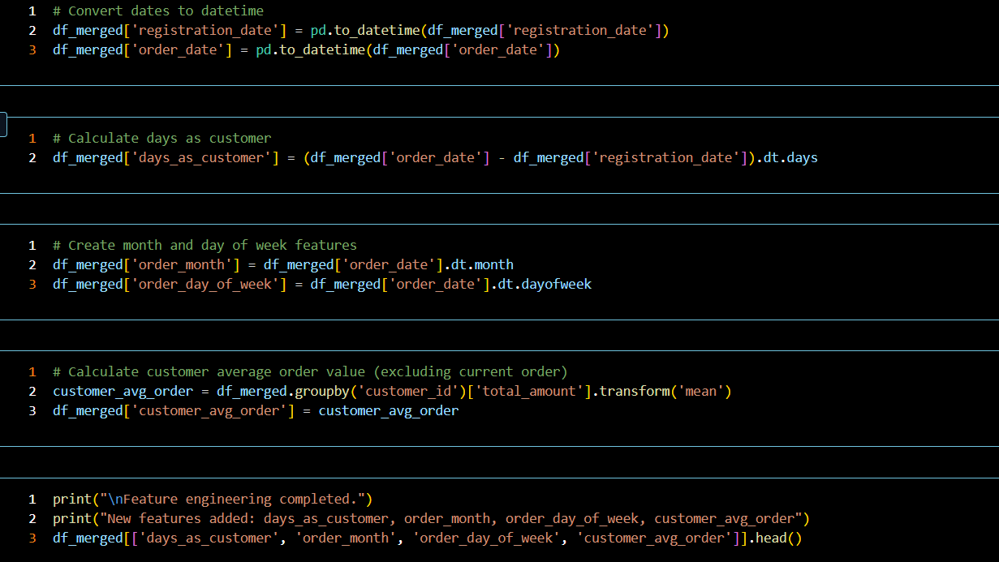 1 # Convert dates to datetime
2 df_merged['registration_date'] = pd.to_datetime(df_merged['registration_date'])
3 df_merged['order_date'] = pd.to_datetime(df_merged['order_date'])
1 # Calculate days as customer
2 df_merged['days_as_customer'] = (df_merged['order_date'] - df_merged['registration_date']).dt.days
1 # Create month and day of week features
2 df_merged['order_month'] = df_merged['order_date'].dt.month
3 df_merged['order_day_of_week'] = df_merged['order_date'].dt.dayofweek
1 # Calculate customer average order value (excluding current order)
2 customer_avg_order = df_merged.groupby('customer_id')['total_amount'].transform('mean')
3 df_merged['customer_avg_order'] = customer_avg_order
1 print("\nFeature engineering completed.")
2 print("New features added: days_as_customer, order_month, order_day_of_week, customer_avg_order")
3 df_merged[['days_as_customer', 'order_month', 'order_day_of_week', 'customer_avg_order']].head()